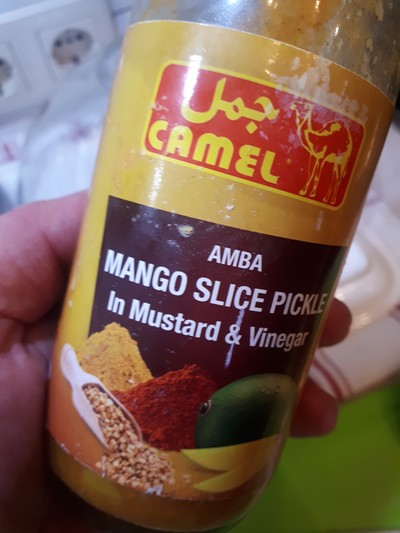 جمل
CAMEL
AMBA
MANGO SLICE PICKLE
In Mustard & Vinegar